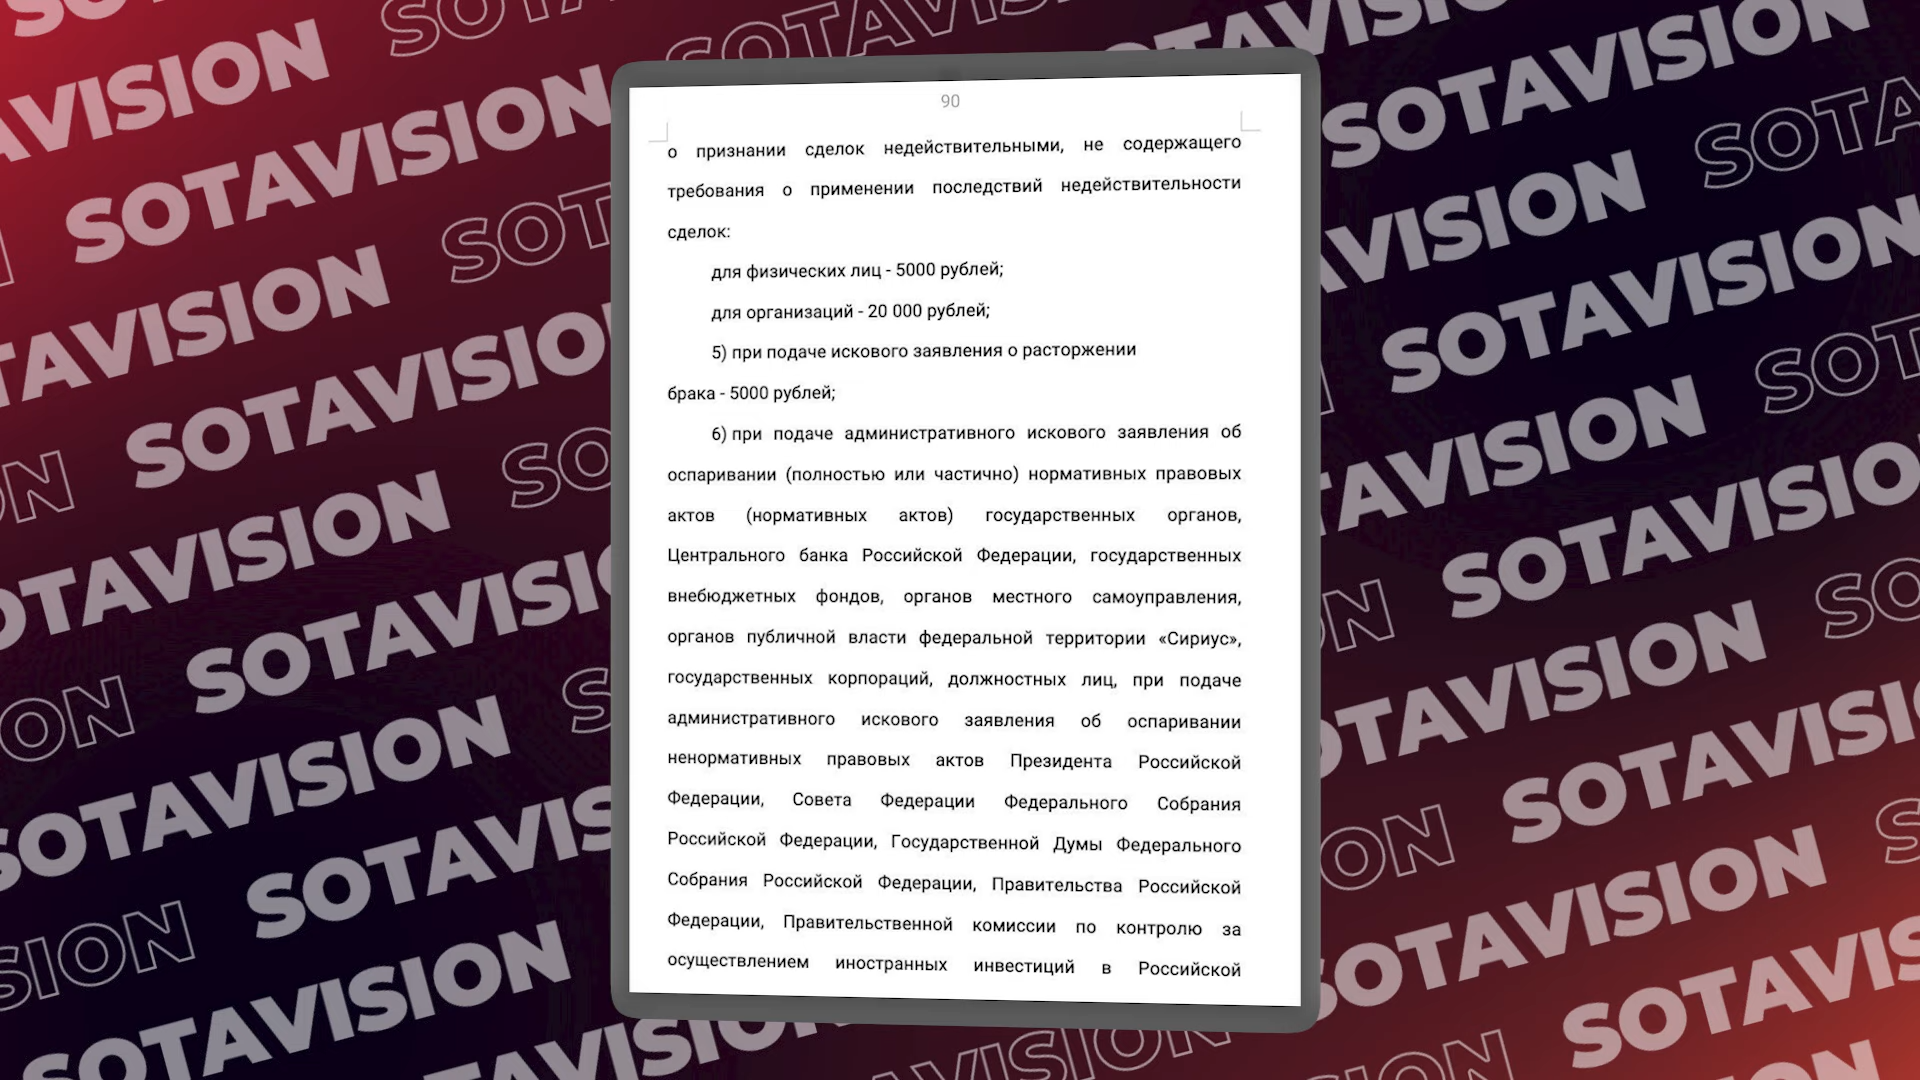 90
о признании сделок недействительными, не содержащего
требования о применении последствий недействительности
сделок:
для физических лиц - 5000 рублей;
для организаций - 20 000 рублей;
5) при подаче искового заявления о расторжении
брака - 5000 рублей;
6) при подаче административного искового заявления об
оспаривании (полностью или частично) нормативных правовых
актов (нормативных актов) государственных органов,
Центрального банка Российской Федерации, государственных
внебюджетных фондов, органов местного самоуправления,
органов публичной власти федеральной территории «Сириус»,
государственных корпораций, должностных лиц, при подаче
административного искового заявления об оспаривании
ненормативных правовых актов Президента Российской
Федерации, Совета Федерации Федерального Собрания
Российской Федерации, Государственной Думы Федерального
Собрания Российской Федерации, Правительства Российской
Федерации, Правительственной комиссии по контролю за
осуществлением иностранных инвестиций в Российской
SOTAVISION